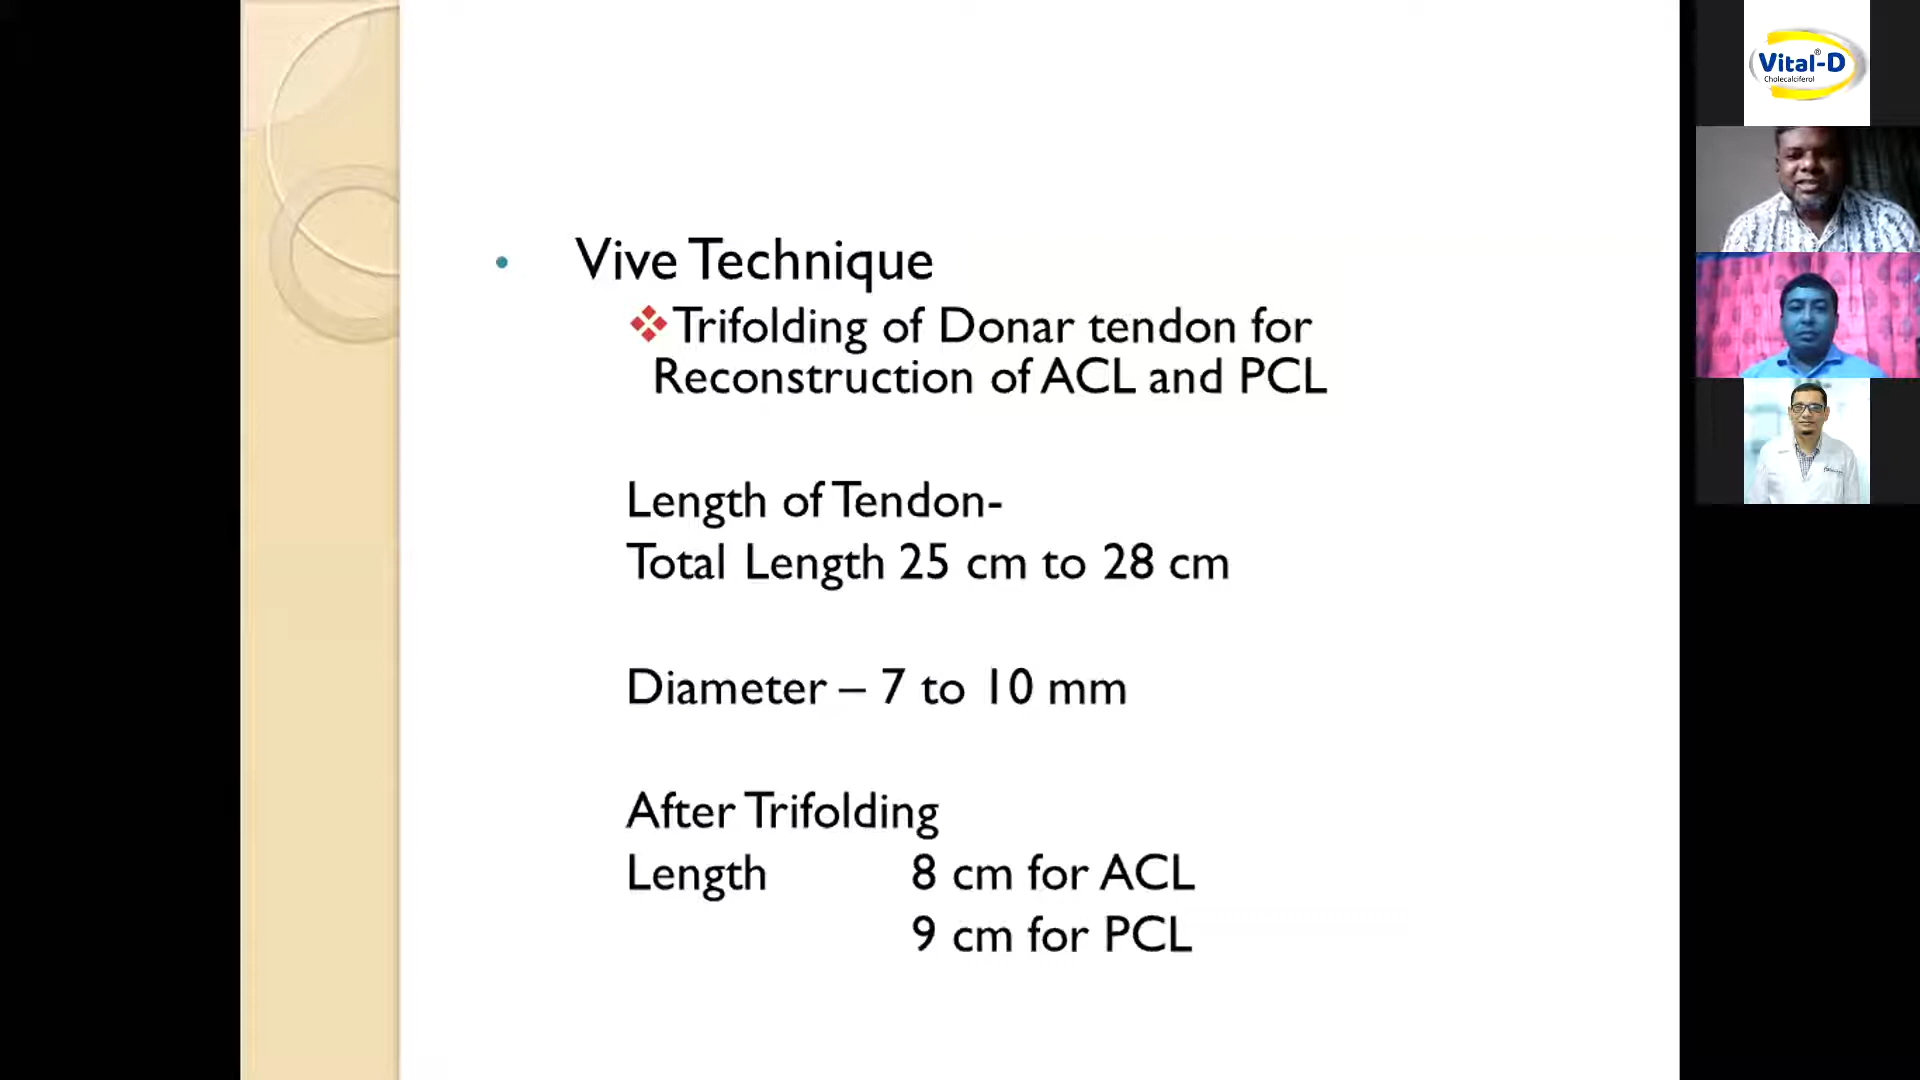 • Vive Technique
❖Trifolding of Donar tendon for
Reconstruction of ACL and PCL
Length of Tendon-
Total Length 25 cm to 28 cm
Diameter – 7 to 10 mm
After Trifolding
Length 8 cm for ACL
9 cm for PCL
Vital-D®
Cholecalciferol